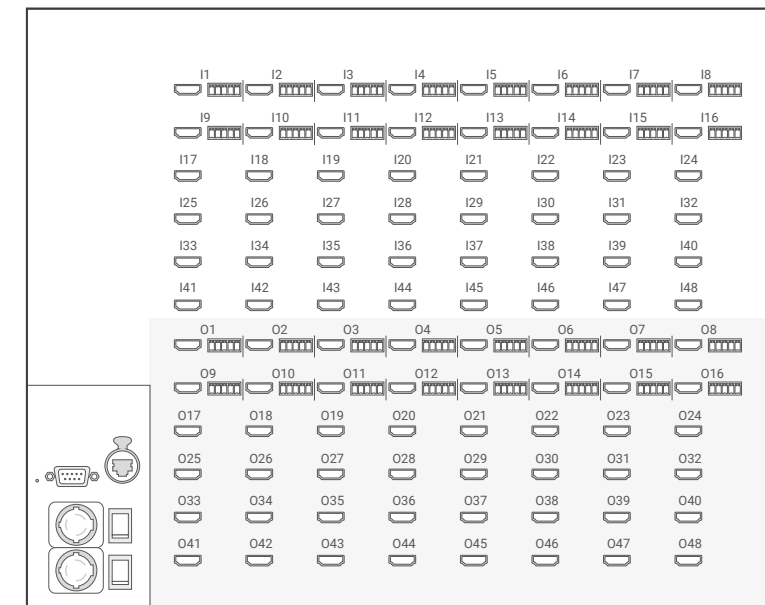 I1 I2 I3 I4 I5 I6 I7 I8
I9 I10 I11 I12 I13 I14 I15 I16
I17 I18 I19 I20 I21 I22 I23 I24
I25 I26 I27 I28 I29 I30 I31 I32
I33 I34 I35 I36 I37 I38 I39 I40
I41 I42 I43 I44 I45 I46 I47 I48
O1 O2 O3 O4 O5 O6 O7 O8
O9 O10 O11 O12 O13 O14 O15 O16
O17 O18 O19 O20 O21 O22 O23 O24
O25 O26 O27 O28 O29 O30 O31 O32
O33 O34 O35 O36 O37 O38 O39 O40
O41 O42 O43 O44 O45 O46 O47 O48